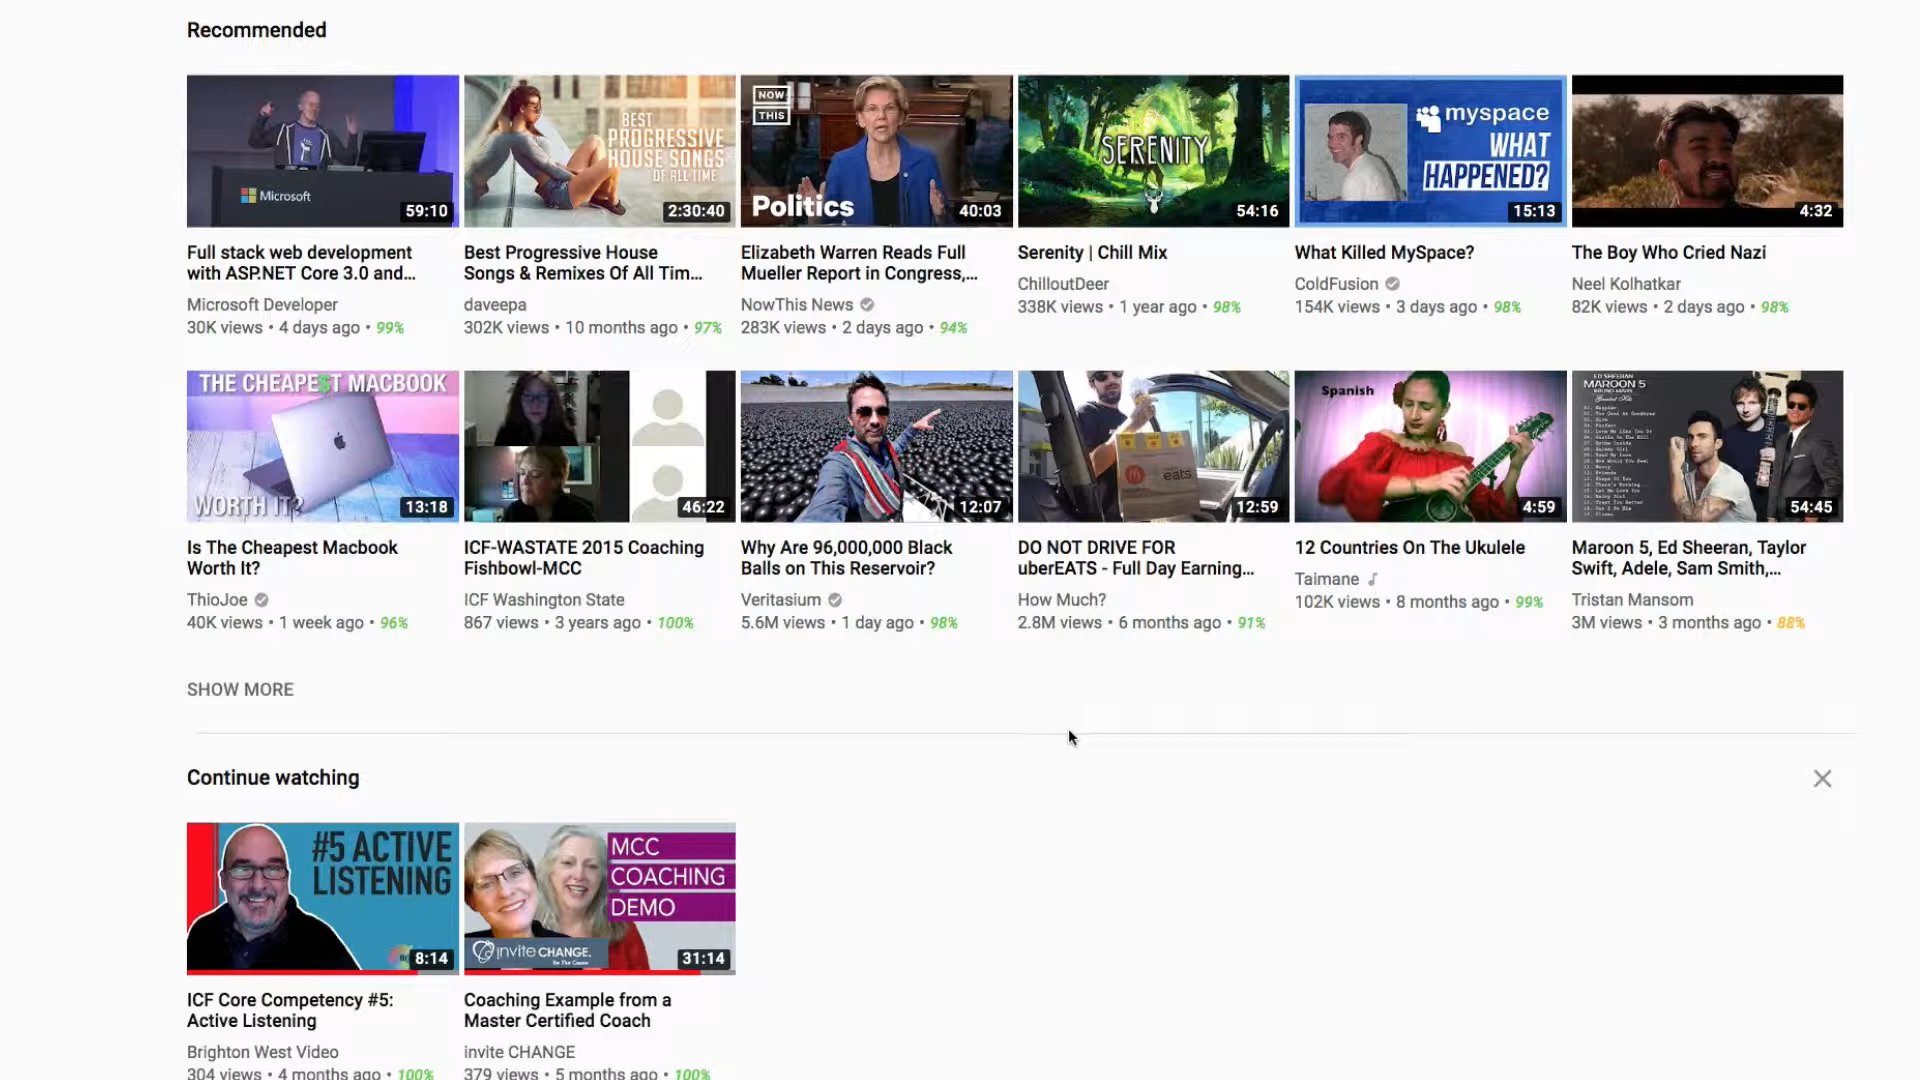 Recommended
Microsoft
59:10
BEST
PROGRESSIVE
HOUSE SONGS
OF ALL TIME
2:30:40
NOW
THIS
Politics
40:03
SERENITY
54:16
myspace
WHAT
HAPPENED?
15:13
4:32
Full stack web development
with ASP.NET Core 3.0 and...
Microsoft Developer
30K views • 4 days ago • 99%
Best Progressive House
Songs & Remixes Of All Tim...
daveepa
302K views • 10 months ago • 97%
Elizabeth Warren Reads Full
Mueller Report in Congress,...
NowThis News
283K views • 2 days ago • 94%
Serenity | Chill Mix
ChilloutDeer
338K views • 1 year ago • 98%
What Killed MySpace?
ColdFusion
154K views • 3 days ago • 98%
The Boy Who Cried Nazi
Neel Kolhatkar
82K views • 2 days ago • 98%
THE CHEAPE$T MACBOOK
WORTH IT?
13:18
46:22
12:07
eats
12:59
Spanish
4:59
ED SHEERAN
MAROON 5
BRUNO MARS
Greatest Hits
54:45
Is The Cheapest Macbook
Worth It?
ThioJoe
40K views • 1 week ago • 96%
ICF-WASTATE 2015 Coaching
Fishbowl-MCC
ICF Washington State
867 views • 3 years ago • 100%
Why Are 96,000,000 Black
Balls on This Reservoir?
Veritasium
5.6M views • 1 day ago • 98%
DO NOT DRIVE FOR
uberEATS - Full Day Earning...
How Much?
2.8M views • 6 months ago • 91%
12 Countries On The Ukulele
Taimane
102K views • 8 months ago • 99%
Maroon 5, Ed Sheeran, Taylor
Swift, Adele, Sam Smith,...
Tristan Mansom
3M views • 3 months ago • 88%
SHOW MORE
Continue watching
#5 ACTIVE
LISTENING
8:14
MCC
COACHING
DEMO
invite CHANGE.
Be The Cause
31:14
ICF Core Competency #5:
Active Listening
Brighton West Video
304 views • 4 months ago • 100%
Coaching Example from a
Master Certified Coach
invite CHANGE
379 views • 5 months ago • 100%